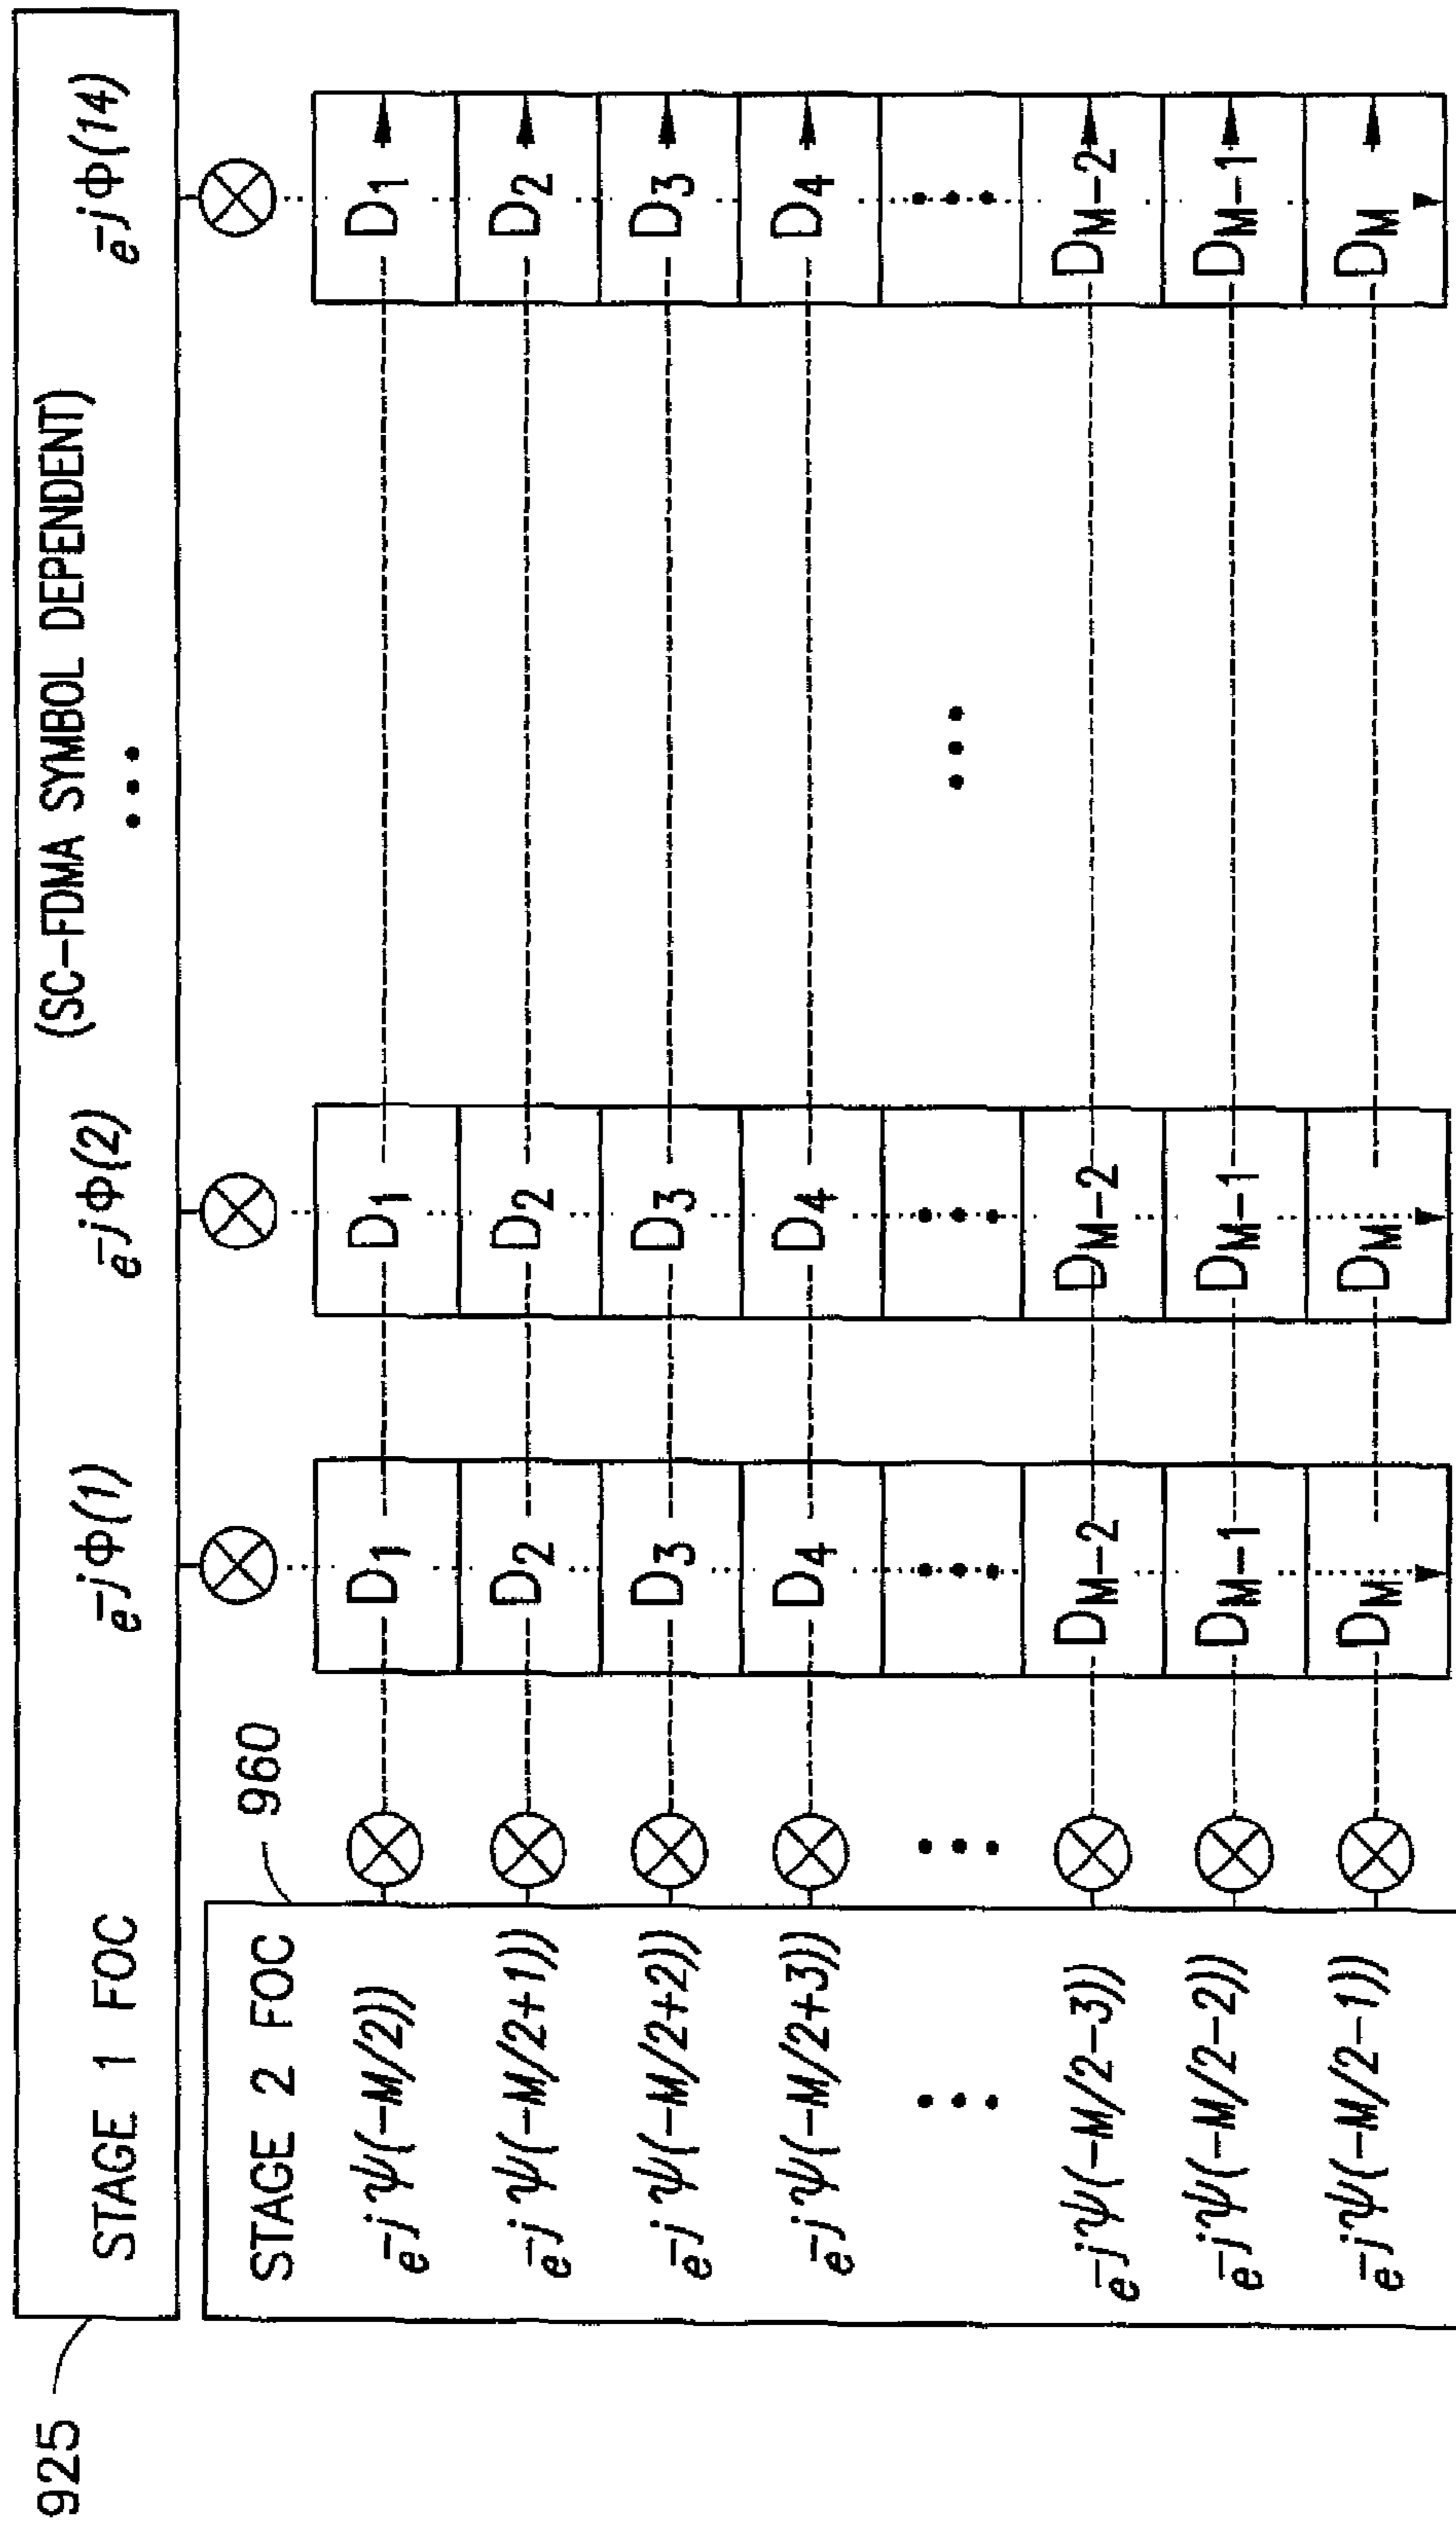 925
STAGE 1 FOC
(SC-FDMA SYMBOL DEPENDENT)
e^-jΦ(1) e^-jΦ(2) ... e^-jΦ(14)
960
STAGE 2 FOC
e^-jψ(-M/2)) D1 D1 D1
e^-jψ(-M/2+1)) D2 D2 D2
e^-jψ(-M/2+2)) D3 D3 D3
e^-jψ(-M/2+3)) D4 D4 D4
... ... ... ... ... ...
e^-jψ(-M/2-3)) DM-2 DM-2 DM-2
e^-jψ(-M/2-2)) DM-1 DM-1 DM-1
e^-jψ(-M/2-1)) DM DM DM